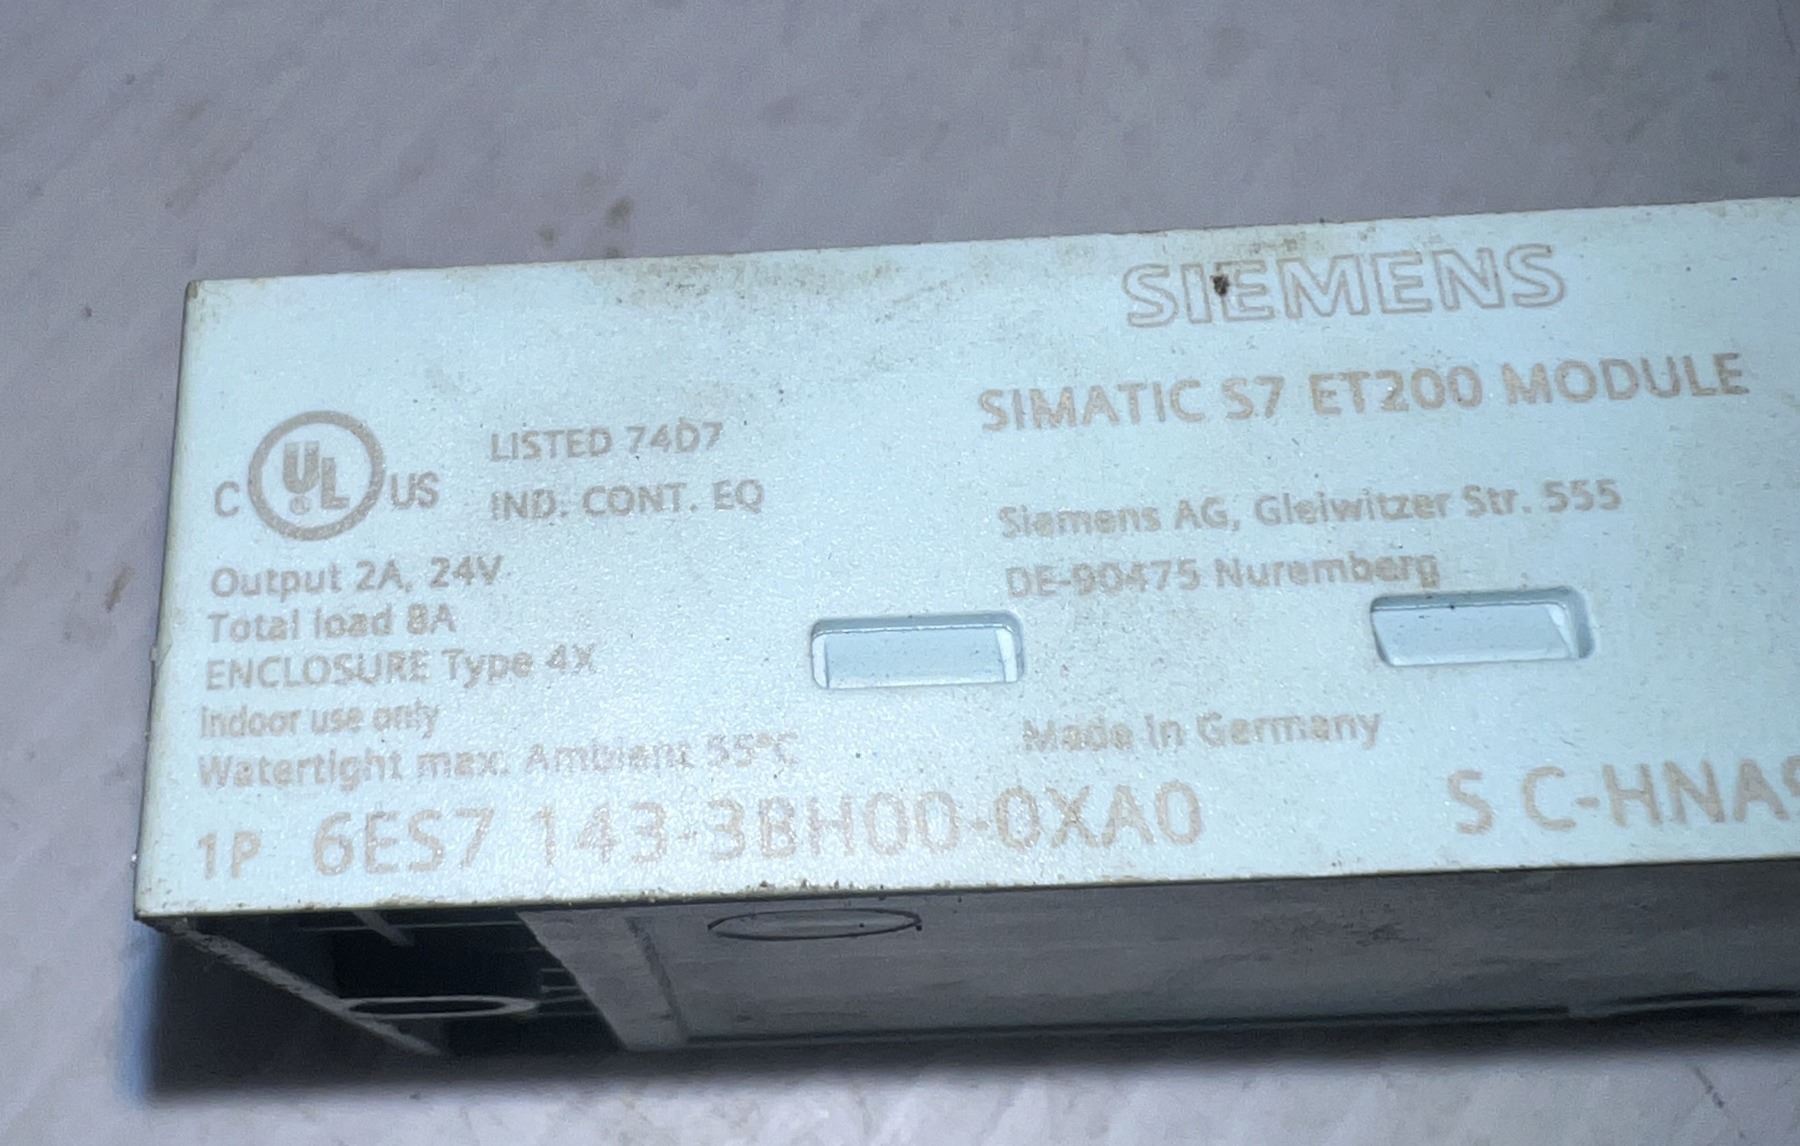 SIEMENS
SIMATIC S7 ET200 MODULE
C UL US
LISTED 74D7
IND. CONT. EQ
Siemens AG, Gleiwitzer Str. 555
DE-90475 Nuremberg
Output 2A, 24V
Total load 8A
ENCLOSURE Type 4X
Indoor use only
Watertight max. Ambient 55°C
Made in Germany
1P 6ES7 143-3BH00-0XA0
S C-HNA9